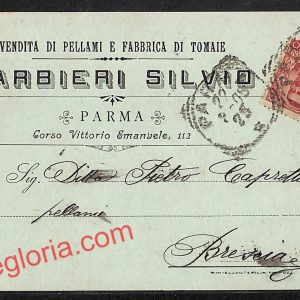 VENDITA DI PELLAMI E FABBRICA DI TOMAIE
ARBIERI SILVIO
PARMA
Corso Vittorio Emanuele, 113
Sig. Ditta Pietro Capretti
pellami
Brescia
egloria.com